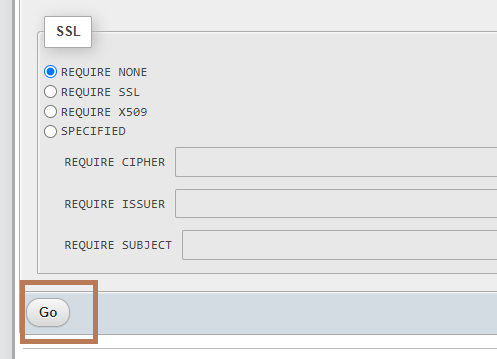 SSL
REQUIRE NONE
REQUIRE SSL
REQUIRE X509
SPECIFIED
REQUIRE CIPHER
REQUIRE ISSUER
REQUIRE SUBJECT
Go